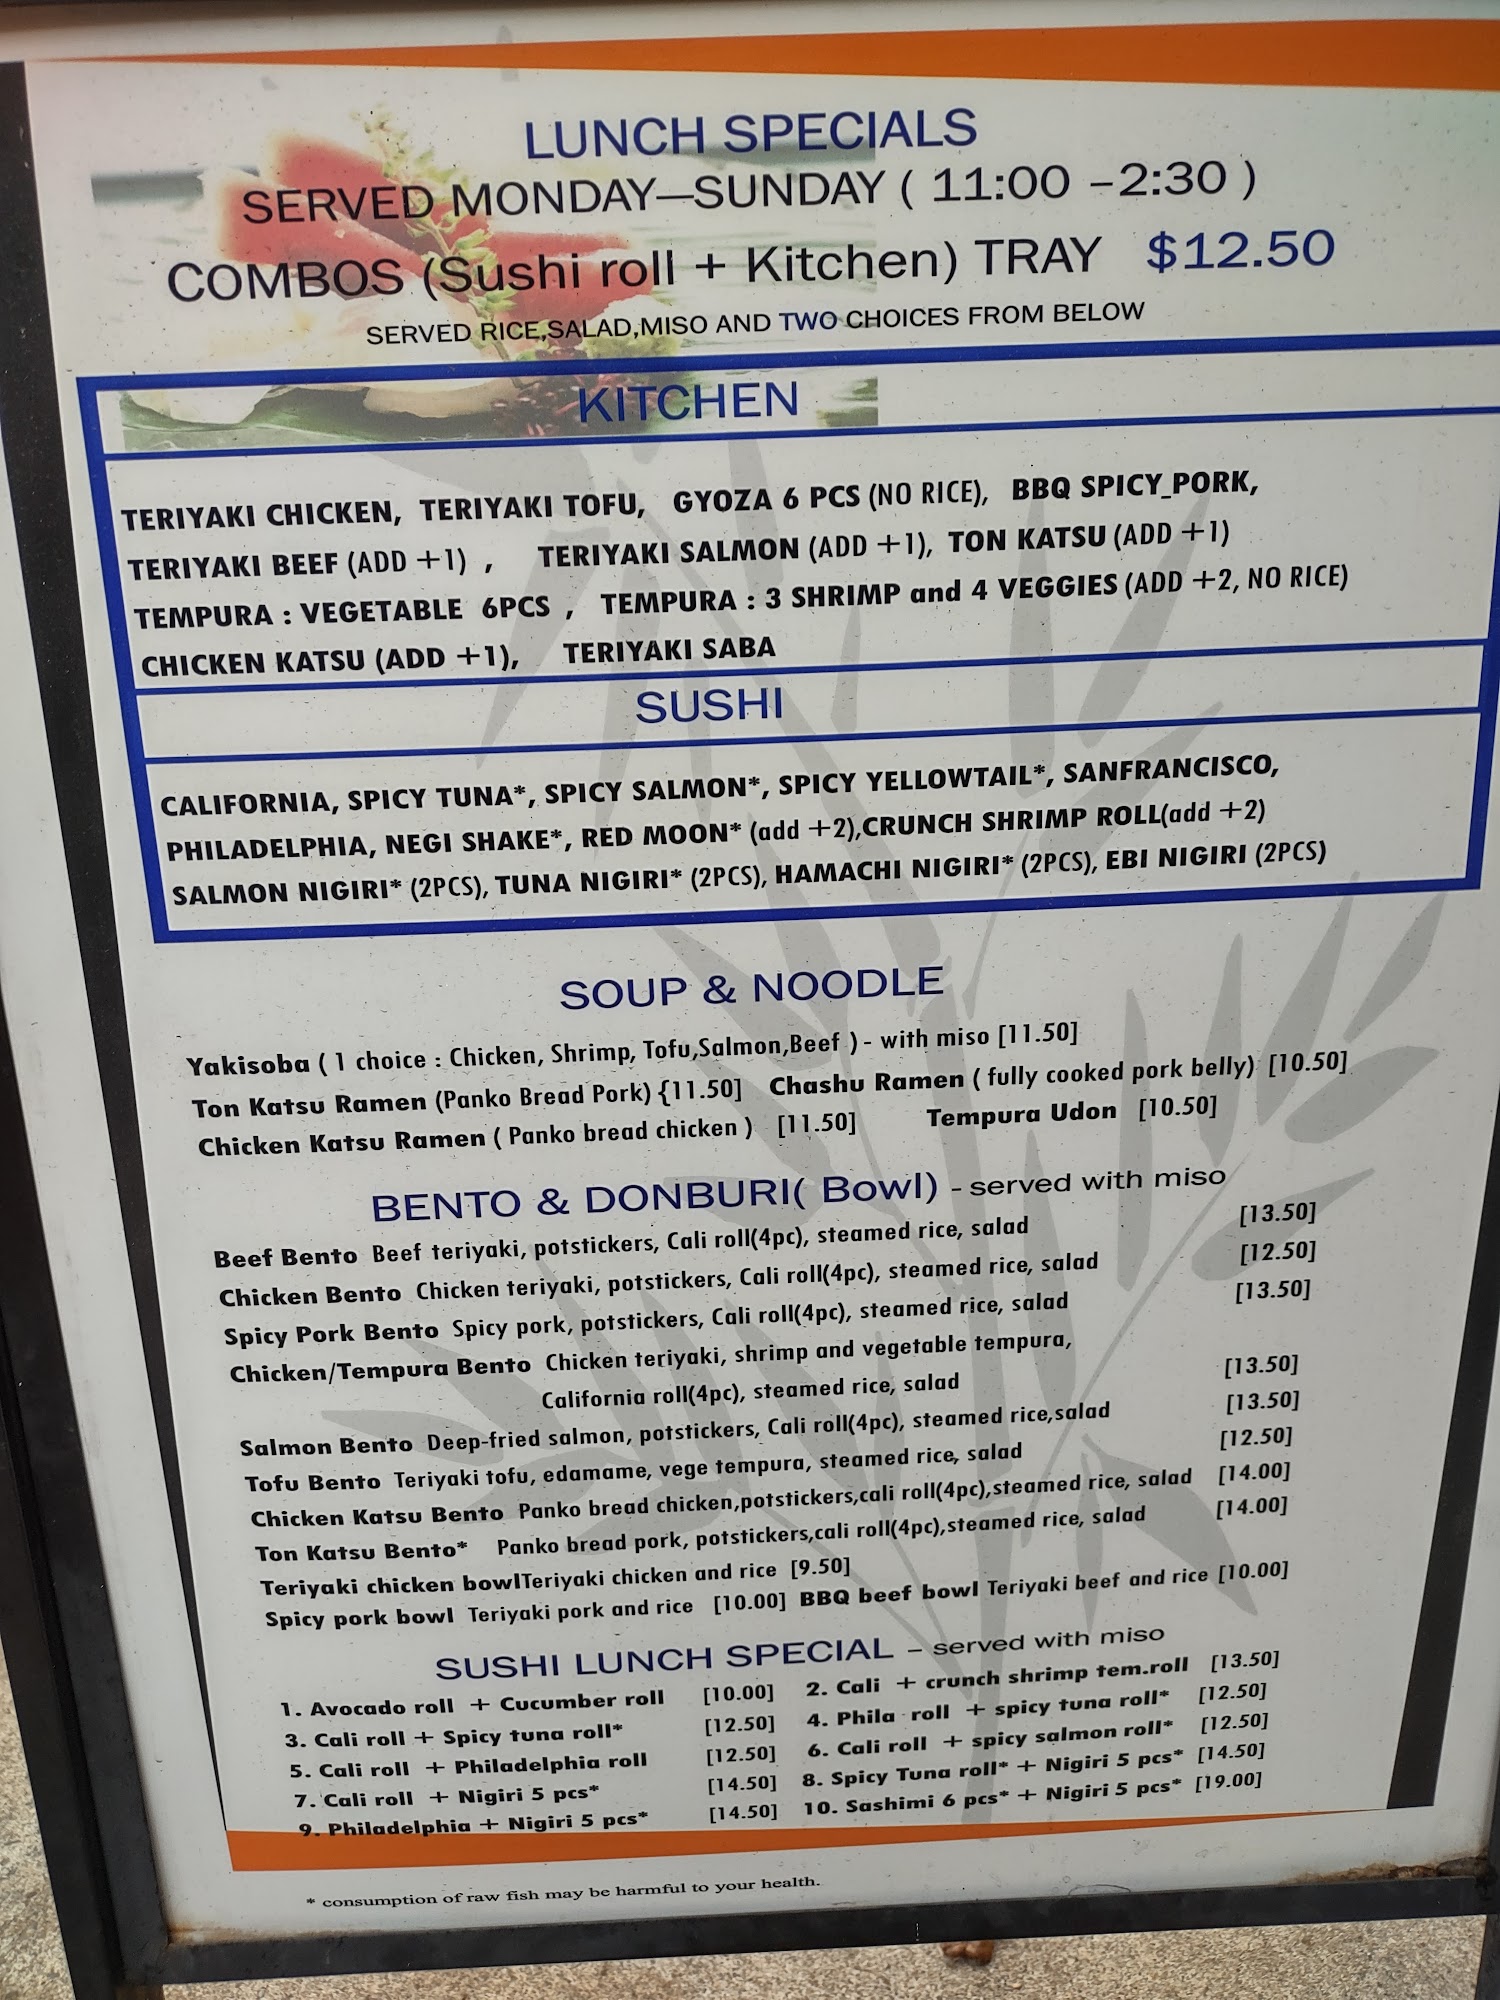 LUNCH SPECIALS
SERVED MONDAY—SUNDAY ( 11:00 –2:30 )
COMBOS (Sushi roll + Kitchen) TRAY $12.50
SERVED RICE,SALAD,MISO AND TWO CHOICES FROM BELOW
KITCHEN
TERIYAKI CHICKEN, TERIYAKI TOFU, GYOZA 6 PCS (NO RICE), BBQ SPICY_PORK,
TERIYAKI BEEF (ADD +1) , TERIYAKI SALMON (ADD +1), TON KATSU (ADD +1)
TEMPURA : VEGETABLE 6PCS , TEMPURA : 3 SHRIMP and 4 VEGGIES (ADD +2, NO RICE)
CHICKEN KATSU (ADD +1), TERIYAKI SABA
SUSHI
CALIFORNIA, SPICY TUNA*, SPICY SALMON*, SPICY YELLOWTAIL*, SANFRANCISCO,
PHILADELPHIA, NEGI SHAKE*, RED MOON* (add +2),CRUNCH SHRIMP ROLL(add +2)
SALMON NIGIRI* (2PCS), TUNA NIGIRI* (2PCS), HAMACHI NIGIRI* (2PCS), EBI NIGIRI (2PCS)
SOUP & NOODLE
Yakisoba ( 1 choice : Chicken, Shrimp, Tofu,Salmon,Beef ) - with miso [11.50]
Ton Katsu Ramen (Panko Bread Pork) {11.50] Chashu Ramen ( fully cooked pork belly) [10.50]
Chicken Katsu Ramen ( Panko bread chicken ) [11.50] Tempura Udon [10.50]
BENTO & DONBURI( Bowl) - served with miso
Beef Bento Beef teriyaki, potstickers, Cali roll(4pc), steamed rice, salad [13.50]
Chicken Bento Chicken teriyaki, potstickers, Cali roll(4pc), steamed rice, salad [12.50]
Spicy Pork Bento Spicy pork, potstickers, Cali roll(4pc), steamed rice, salad [13.50]
Chicken/Tempura Bento Chicken teriyaki, shrimp and vegetable tempura,
California roll(4pc), steamed rice, salad [13.50]
Salmon Bento Deep-fried salmon, potstickers, Cali roll(4pc), steamed rice,salad [13.50]
Tofu Bento Teriyaki tofu, edamame, vege tempura, steamed rice, salad [12.50]
Chicken Katsu Bento Panko bread chicken,potstickers,cali roll(4pc),steamed rice, salad [14.00]
Ton Katsu Bento* Panko bread pork, potstickers,cali roll(4pc),steamed rice, salad [14.00]
Teriyaki chicken bowlTeriyaki chicken and rice [9.50]
Spicy pork bowl Teriyaki pork and rice [10.00] BBQ beef bowl Teriyaki beef and rice [10.00]
SUSHI LUNCH SPECIAL – served with miso
1. Avocado roll + Cucumber roll [10.00] 2. Cali + crunch shrimp tem.roll [13.50]
3. Cali roll + Spicy tuna roll* [12.50] 4. Phila roll + spicy tuna roll* [12.50]
5. Cali roll + Philadelphia roll [12.50] 6. Cali roll + spicy salmon roll* [12.50]
7. Cali roll + Nigiri 5 pcs* [14.50] 8. Spicy Tuna roll* + Nigiri 5 pcs* [14.50]
9. Philadelphia + Nigiri 5 pcs* [14.50] 10. Sashimi 6 pcs* + Nigiri 5 pcs* [19.00]
* consumption of raw fish may be harmful to your health.